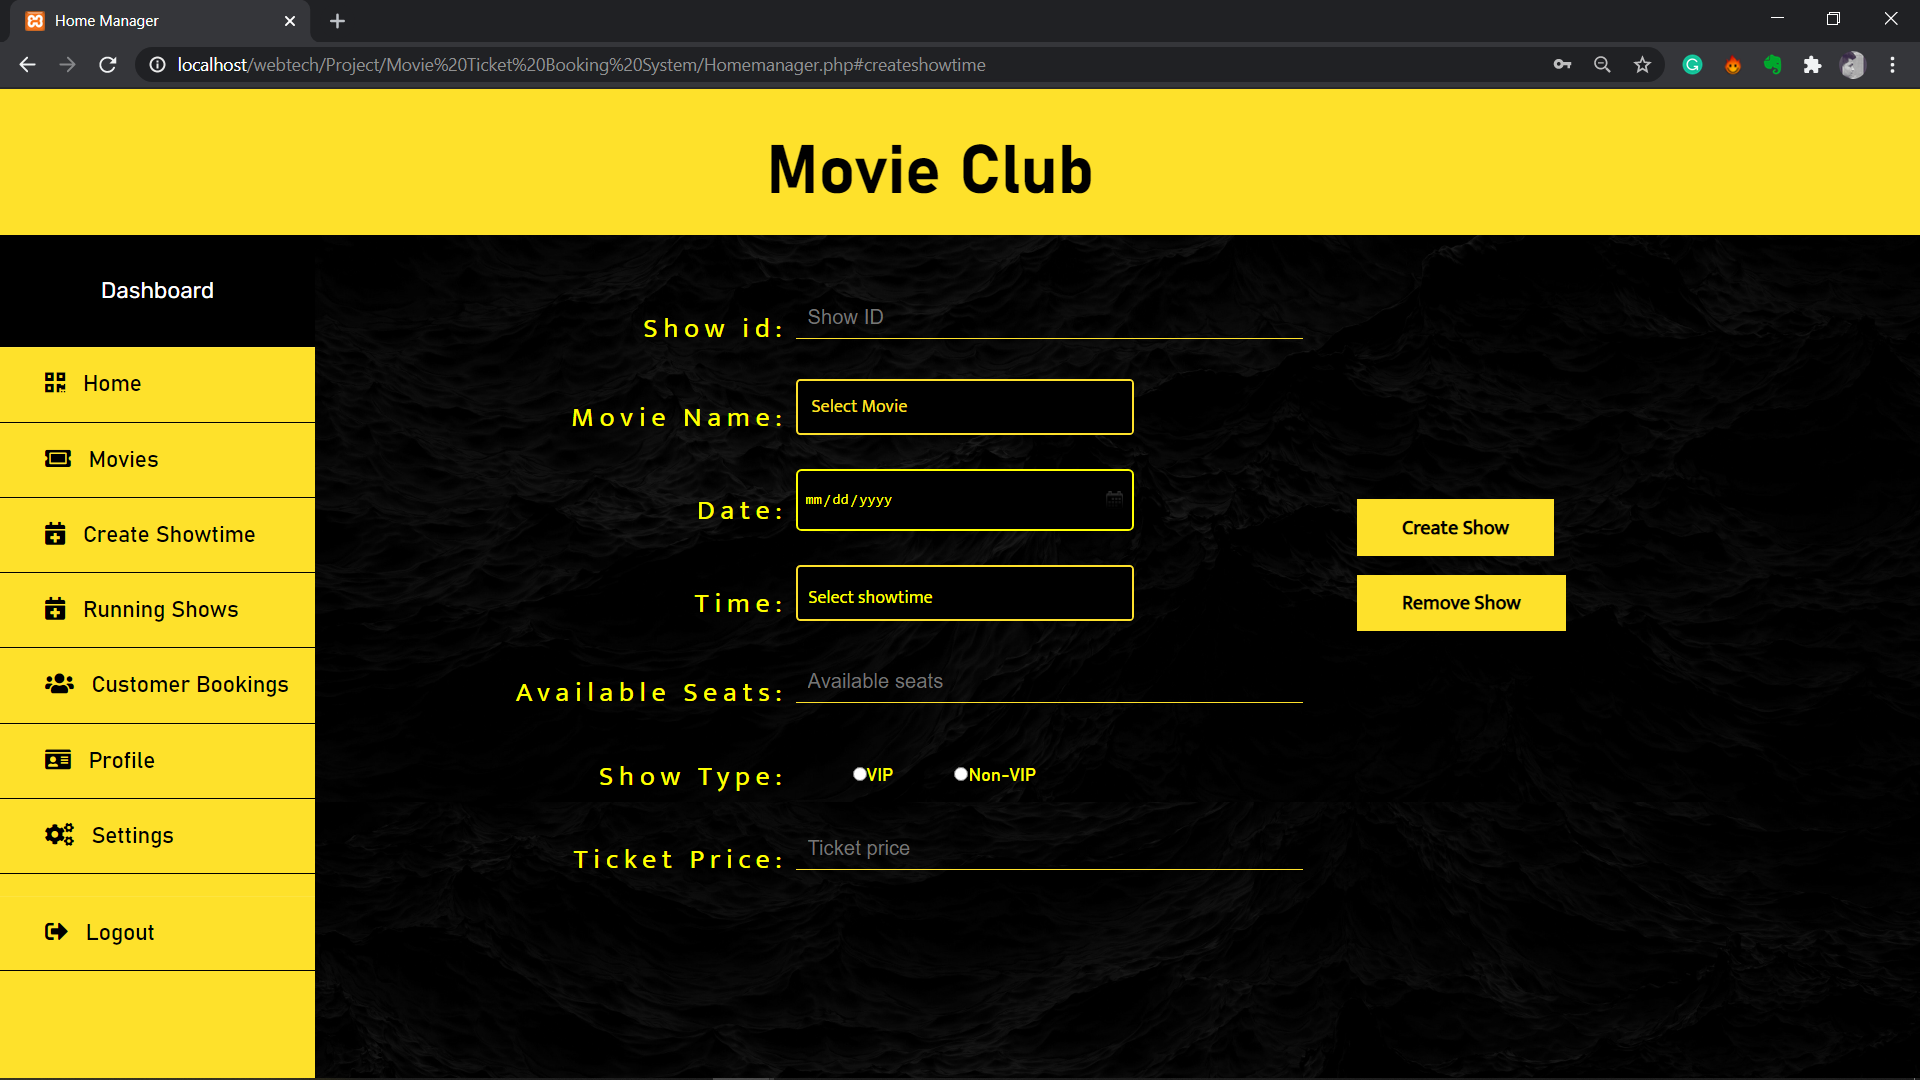 Home Manager
localhost/webtech/Project/Movie%20Ticket%20Booking%20System/Homemanager.php#createshowtime
Movie Club
Dashboard
Home
Movies
Create Showtime
Running Shows
Customer Bookings
Profile
Settings
Logout
Show id: Show ID
Movie Name: Select Movie
Date: mm/dd/yyyy
Time: Select showtime
Available Seats: Available seats
Show Type: VIP Non-VIP
Ticket Price: Ticket price
Create Show
Remove Show